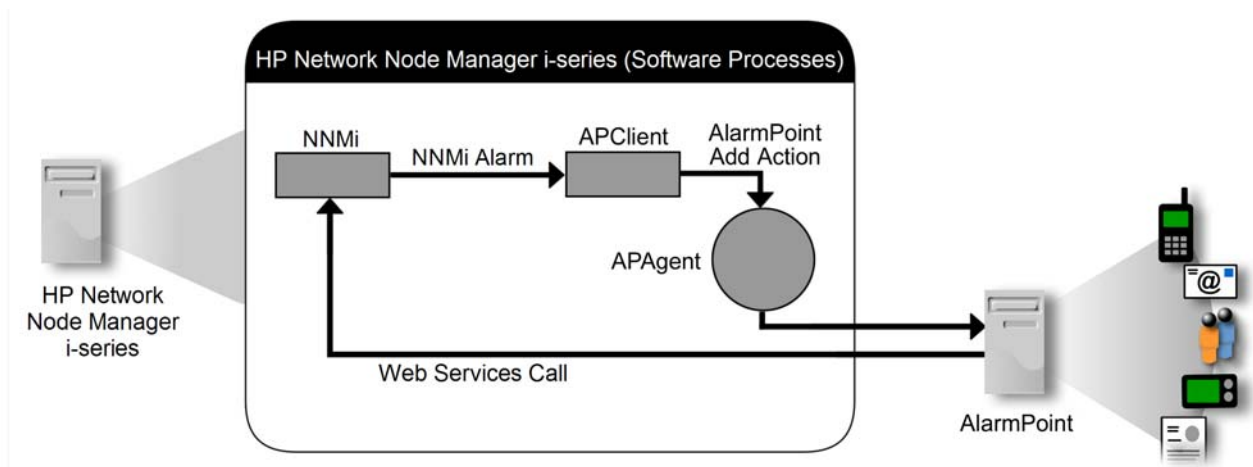 HP Network Node Manager i-series (Software Processes)
NNMi
NNMi Alarm
APClient
AlarmPoint
Add Action
APAgent
HP Network
Node Manager
i-series
Web Services Call
AlarmPoint
@